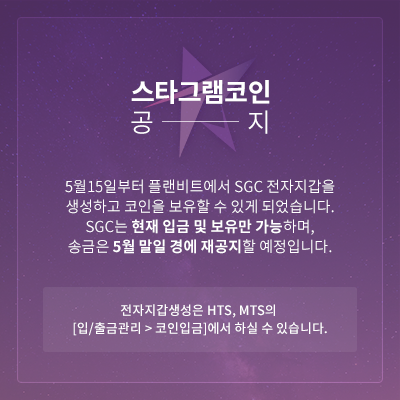 스타그램코인
공 지
5월15일부터 플랜비트에서 SGC 전자지갑을
생성하고 코인을 보유할 수 있게 되었습니다.
SGC는 현재 입금 및 보유만 가능하며,
송금은 5월 말일 경에 재공지할 예정입니다.
전자지갑생성은 HTS, MTS의
[입/출금관리 > 코인입금]에서 하실 수 있습니다.